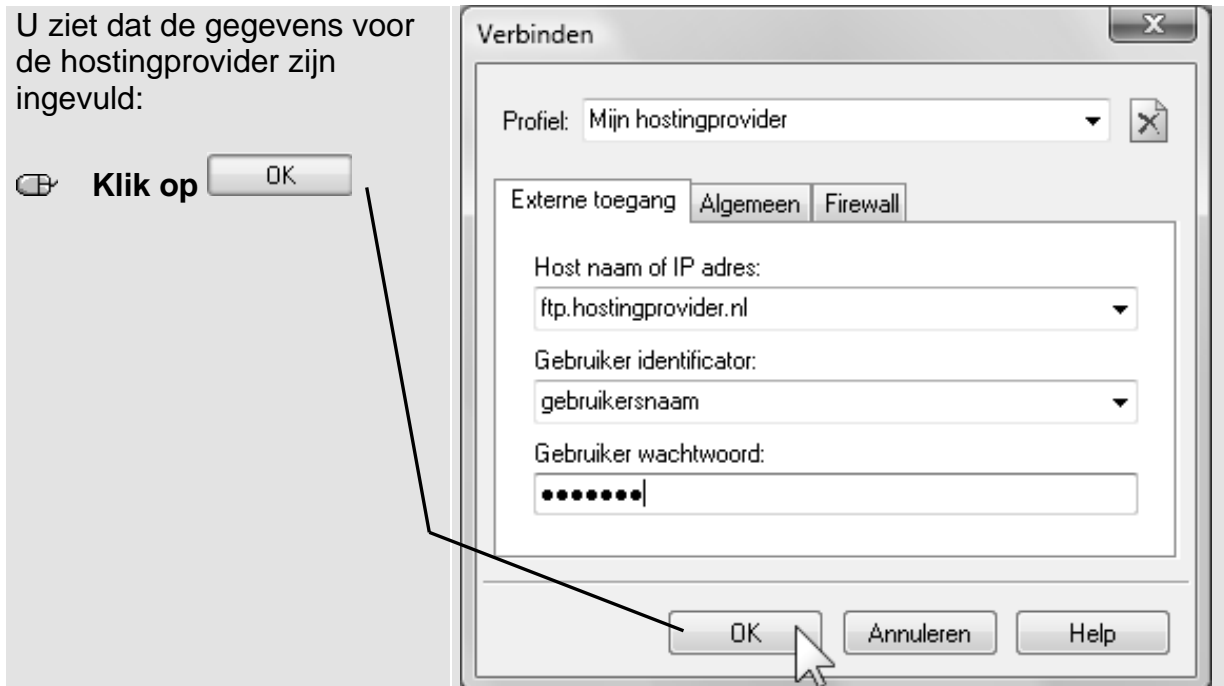 U ziet dat de gegevens voor
de hostingprovider zijn
ingevuld:
Klik op OK
Verbinden
Profiel: Mijn hostingprovider
Externe toegang Algemeen Firewall
Host naam of IP adres:
ftp.hostingprovider.nl
Gebruiker identificator:
gebruikersnaam
Gebruiker wachtwoord:
●●●●●●●
OK Annuleren Help